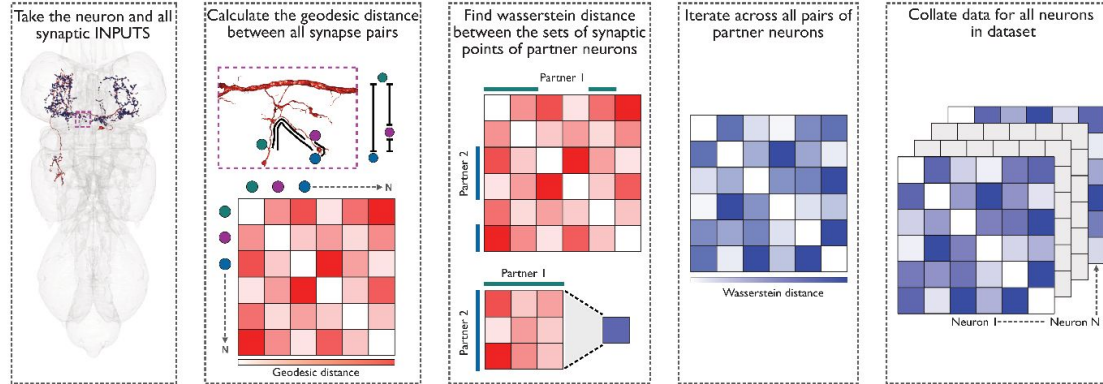 Take the neuron and all
synaptic INPUTS
Calculate the geodesic distance
between all synapse pairs
N
N
Geodesic distance
Find wasserstein distance
between the sets of synaptic
points of partner neurons
Partner 1
Partner 2
Partner 1
Partner 2
Iterate across all pairs of
partner neurons
Wasserstein distance
Collate data for all neurons
in dataset
Neuron 1
Neuron N